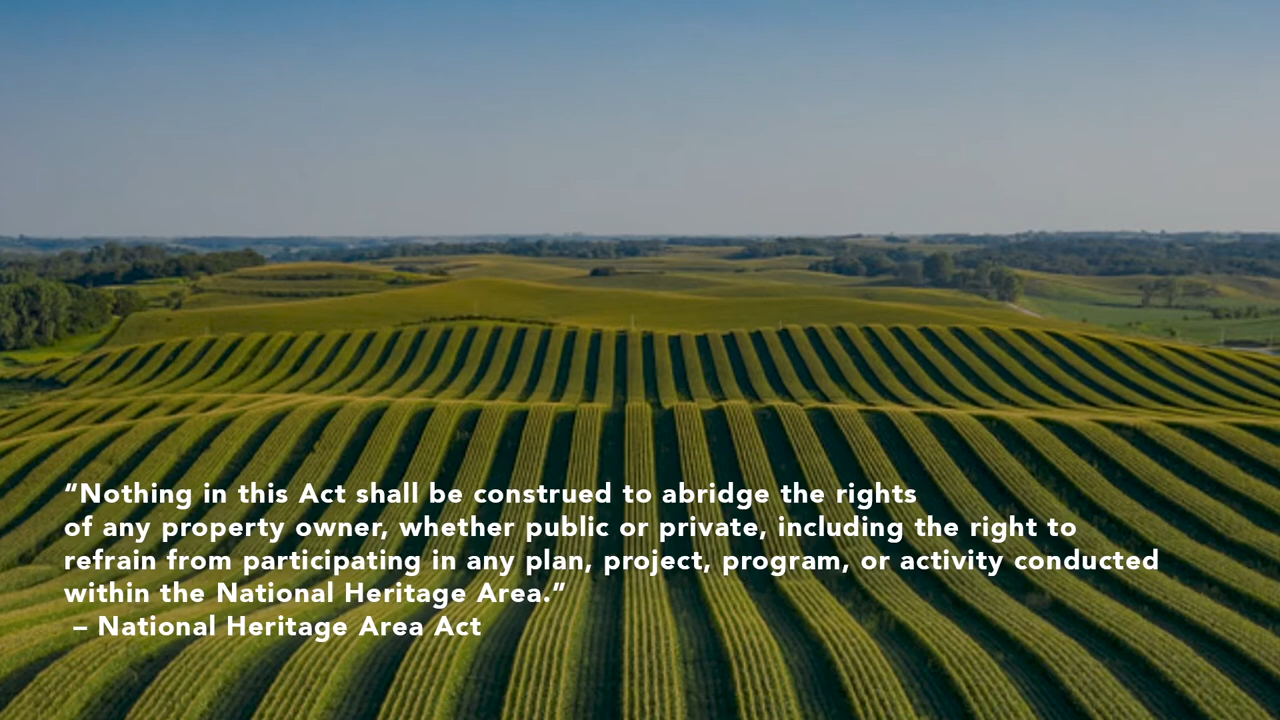 “Nothing in this Act shall be construed to abridge the rights
of any property owner, whether public or private, including the right to
refrain from participating in any plan, project, program, or activity conducted
within the National Heritage Area.”
– National Heritage Area Act